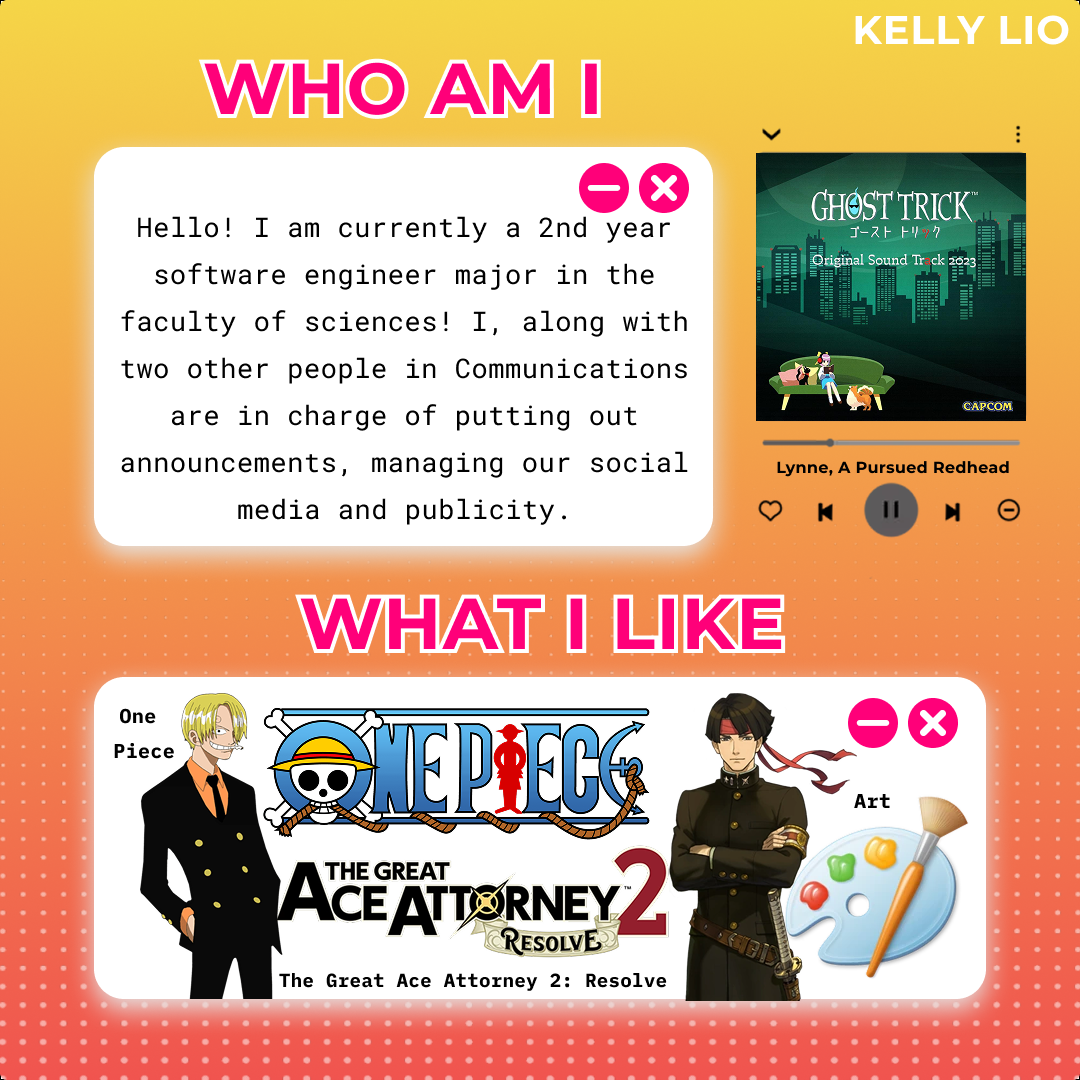 KELLY LIO
WHO AM I
Hello! I am currently a 2nd year
software engineer major in the
faculty of sciences! I, along with
two other people in Communications
are in charge of putting out
announcements, managing our social
media and publicity.
GHOST TRICK™
ゴースト トリック
Original Sound Track 2023
CAPCOM
Lynne, A Pursued Redhead
WHAT I LIKE
One
Piece
ONE PIECE
THE GREAT
ACE ATTORNEY™ 2
RESOLVE
The Great Ace Attorney 2: Resolve
Art